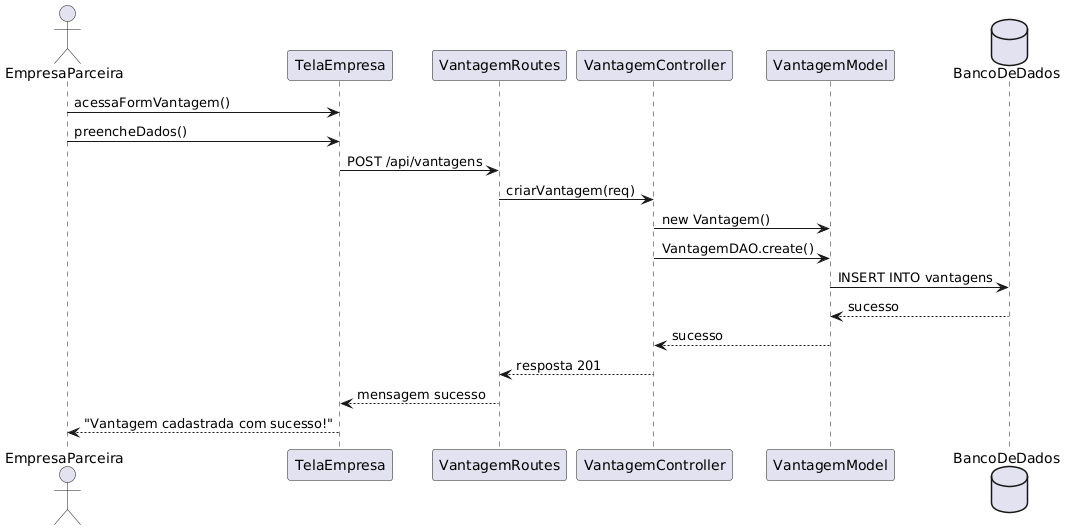 EmpresaParceira
TelaEmpresa
VantagemRoutes
VantagemController
VantagemModel
BancoDeDados
acessaFormVantagem()
preencheDados()
POST /api/vantagens
criarVantagem(req)
new Vantagem()
VantagemDAO.create()
INSERT INTO vantagens
sucesso
sucesso
resposta 201
mensagem sucesso
"Vantagem cadastrada com sucesso!"
EmpresaParceira
TelaEmpresa
VantagemRoutes
VantagemController
VantagemModel
BancoDeDados